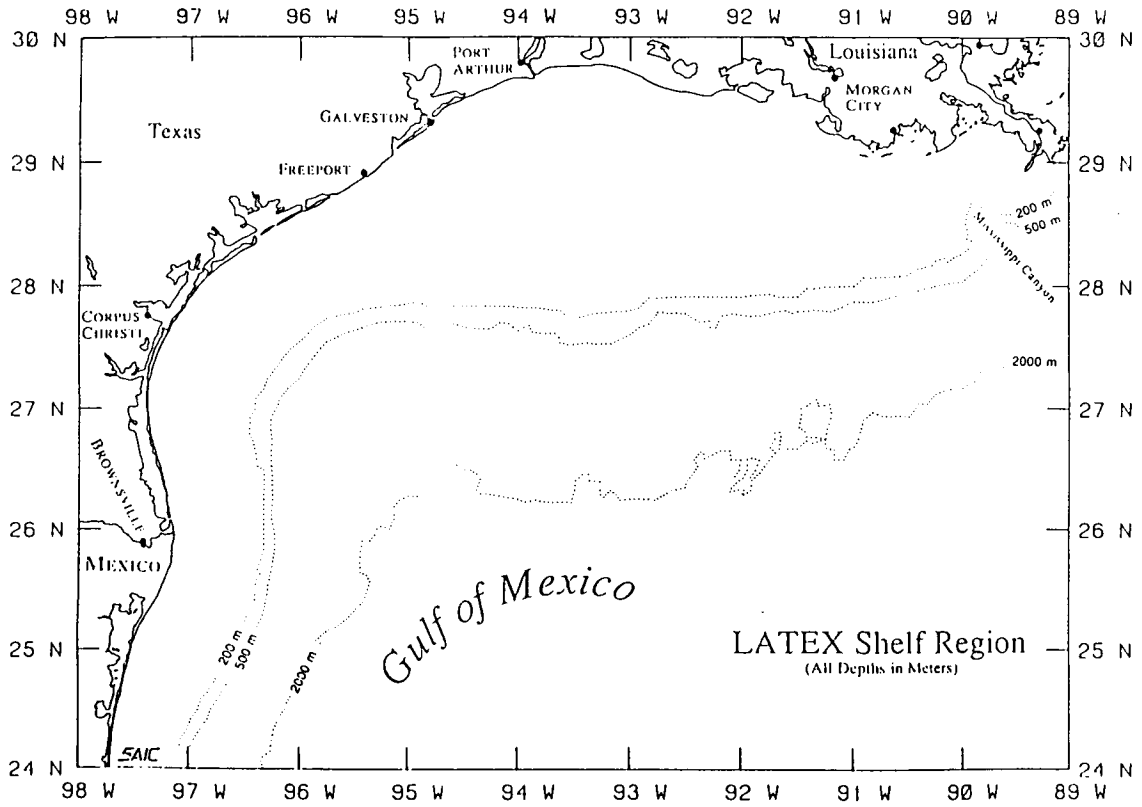 98 W 97 W 96 W 95 W 94 W 93 W 92 W 91 W 90 W 89 W
30 N
30 N
PORT
ARTHUR
Louisiana
MORGAN
CITY
GALVESTON
Texas
FREEPORT
29 N
29 N
200 m
500 m
Mississippi Canyon
28 N
28 N
CORPUS
CHRISTI
2000 m
27 N
27 N
BROWNSVILLE
26 N
26 N
MEXICO
Gulf of Mexico
25 N
25 N
LATEX Shelf Region
(All Depths in Meters)
200 m
500 m
2000 m
SAIC
24 N
24 N
98 W 97 W 96 W 95 W 94 W 93 W 92 W 91 W 90 W 89 W